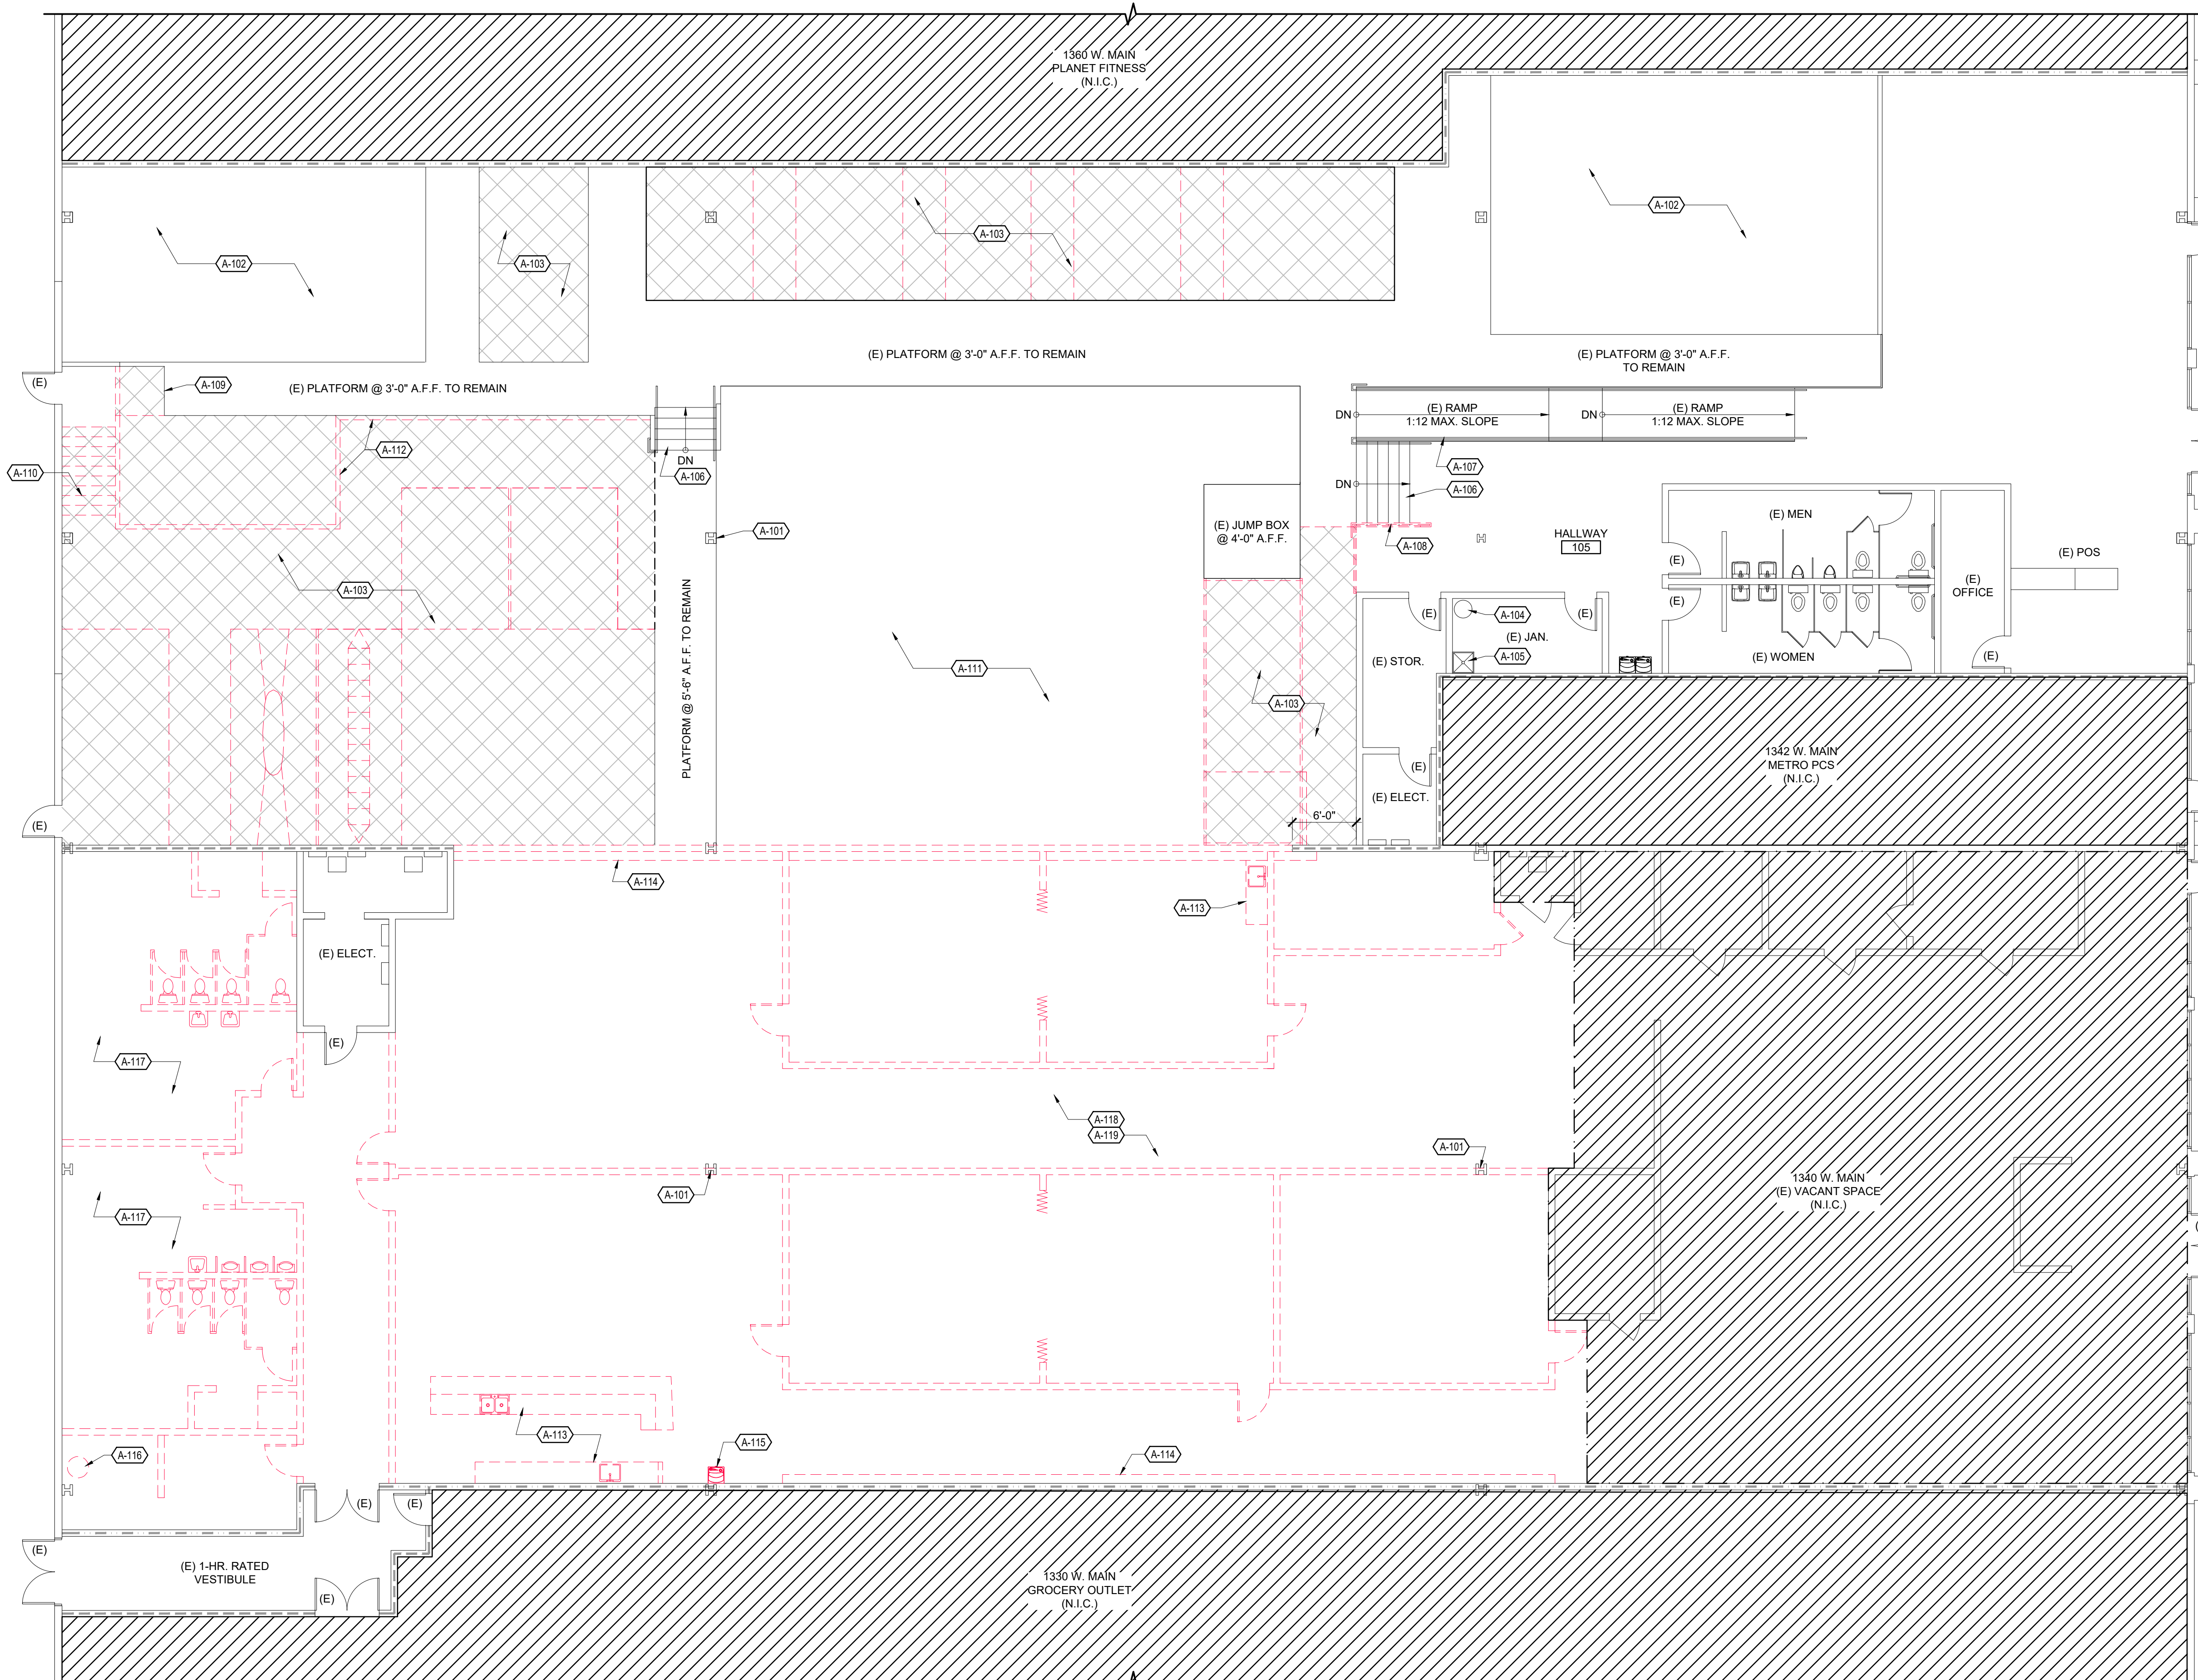 1360 W. MAIN
PLANET FITNESS
(N.I.C.)
A-102
A-102
A-103
A-103
(E) PLATFORM @ 3'-0" A.F.F. TO REMAIN
(E) PLATFORM @ 3'-0" A.F.F.
TO REMAIN
(E)
A-109
(E) PLATFORM @ 3'-0" A.F.F. TO REMAIN
DN
(E) RAMP
1:12 MAX. SLOPE
DN
(E) RAMP
1:12 MAX. SLOPE
A-112
DN
A-106
A-110
A-107
DN
A-106
(E) JUMP BOX
@ 4'-0" A.F.F.
A-101
A-108
HALLWAY
105
(E) MEN
(E)
(E)
(E) POS
(E)
OFFICE
A-103
PLATFORM @ 5'-6" A.F.F. TO REMAIN
A-111
(E)
A-104
(E)
(E) JAN.
A-105
(E) STOR.
(E) WOMEN
(E)
A-103
(E)
(E) ELECT.
1342 W. MAIN
METRO PCS
(N.I.C.)
6'-0"
(E)
A-114
A-113
(E) ELECT.
(E)
A-117
A-118
A-119
A-101
A-101
A-117
1340 W. MAIN
(E) VACANT SPACE
(N.I.C.)
A-113
A-115
A-114
A-116
(E)
(E)
(E)
(E) 1-HR. RATED
VESTIBULE
(E)
1330 W. MAIN
GROCERY OUTLET
(N.I.C.)